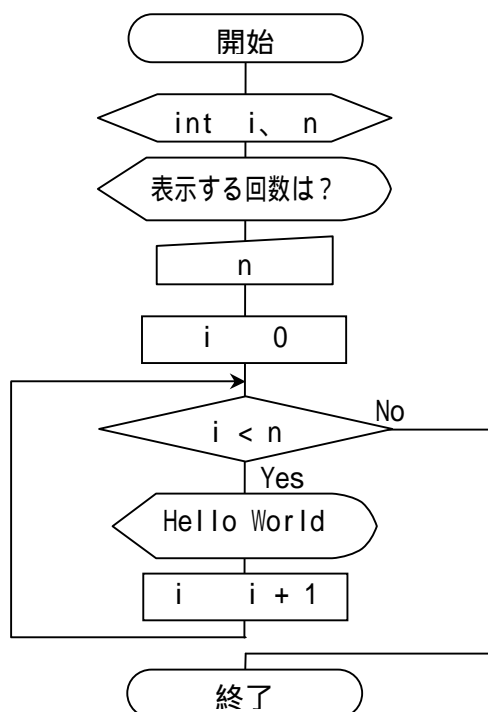 開始
int i、 n
表示する回数は?
n
i 0
i < n
No
Yes
Hello World
i i + 1
終了